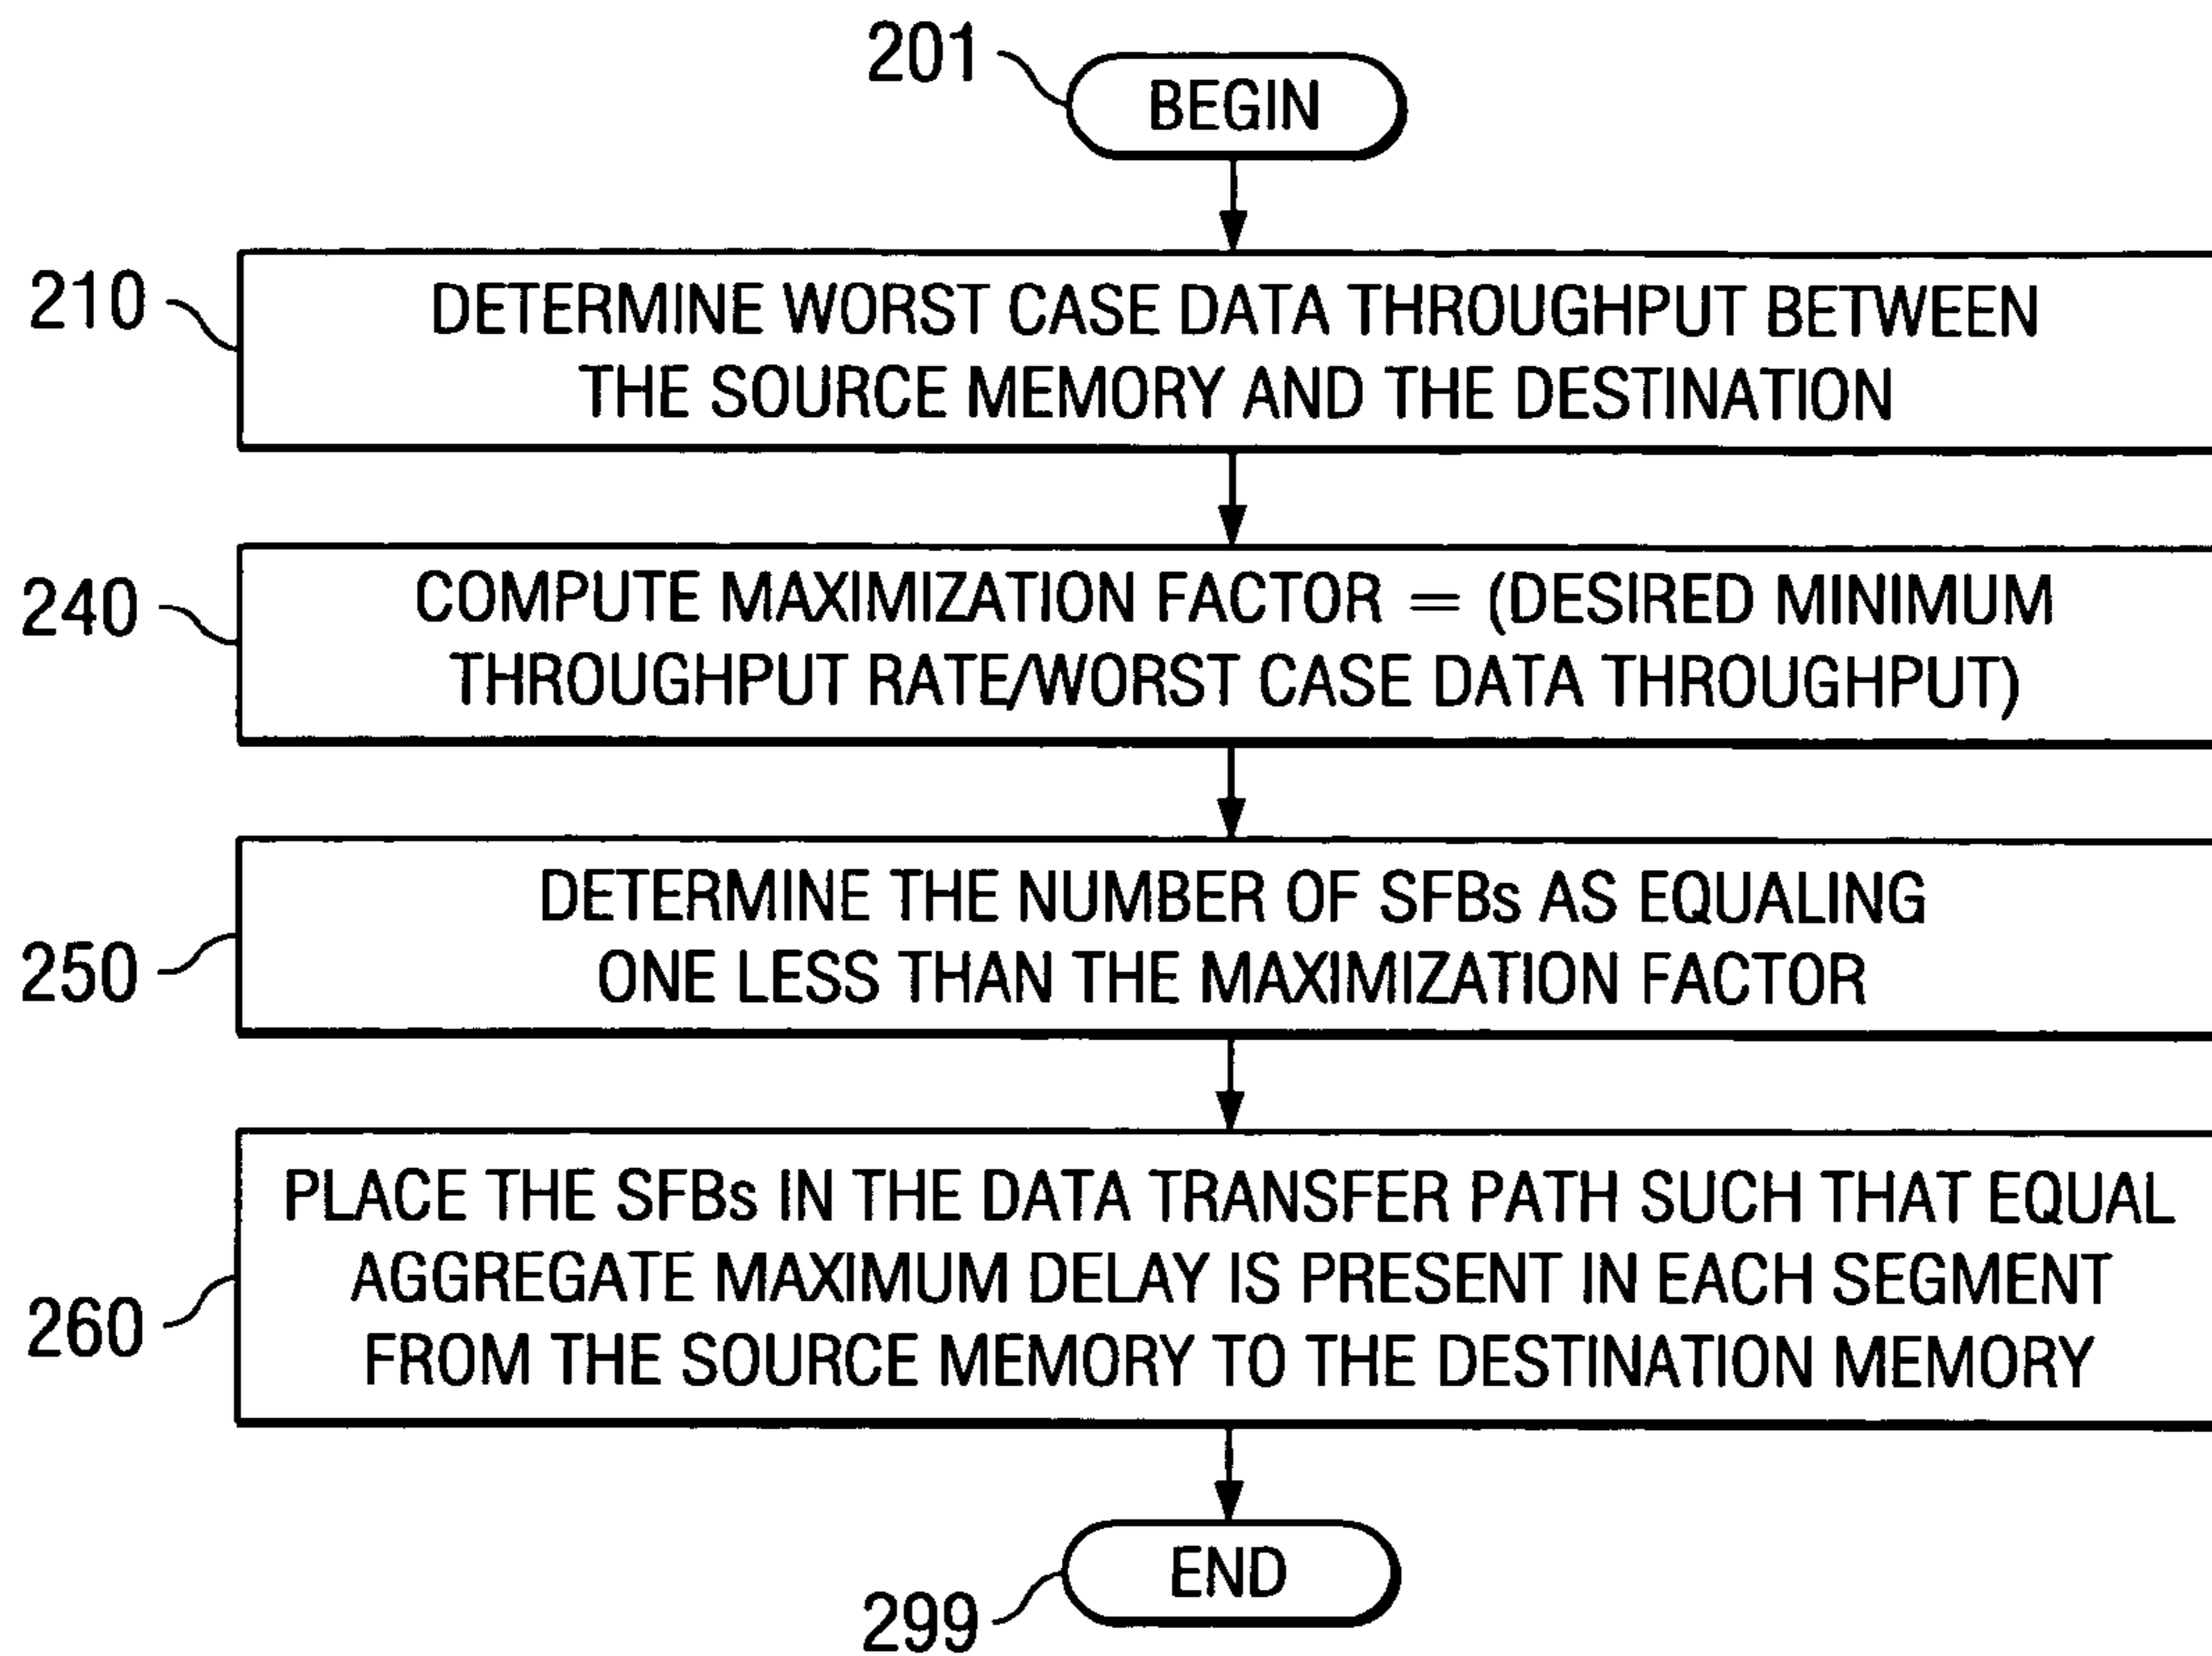 201
BEGIN
210
DETERMINE WORST CASE DATA THROUGHPUT BETWEEN
THE SOURCE MEMORY AND THE DESTINATION
240
COMPUTE MAXIMIZATION FACTOR = (DESIRED MINIMUM
THROUGHPUT RATE/WORST CASE DATA THROUGHPUT)
250
DETERMINE THE NUMBER OF SFBs AS EQUALING
ONE LESS THAN THE MAXIMIZATION FACTOR
260
PLACE THE SFBs IN THE DATA TRANSFER PATH SUCH THAT EQUAL
AGGREGATE MAXIMUM DELAY IS PRESENT IN EACH SEGMENT
FROM THE SOURCE MEMORY TO THE DESTINATION MEMORY
END
299